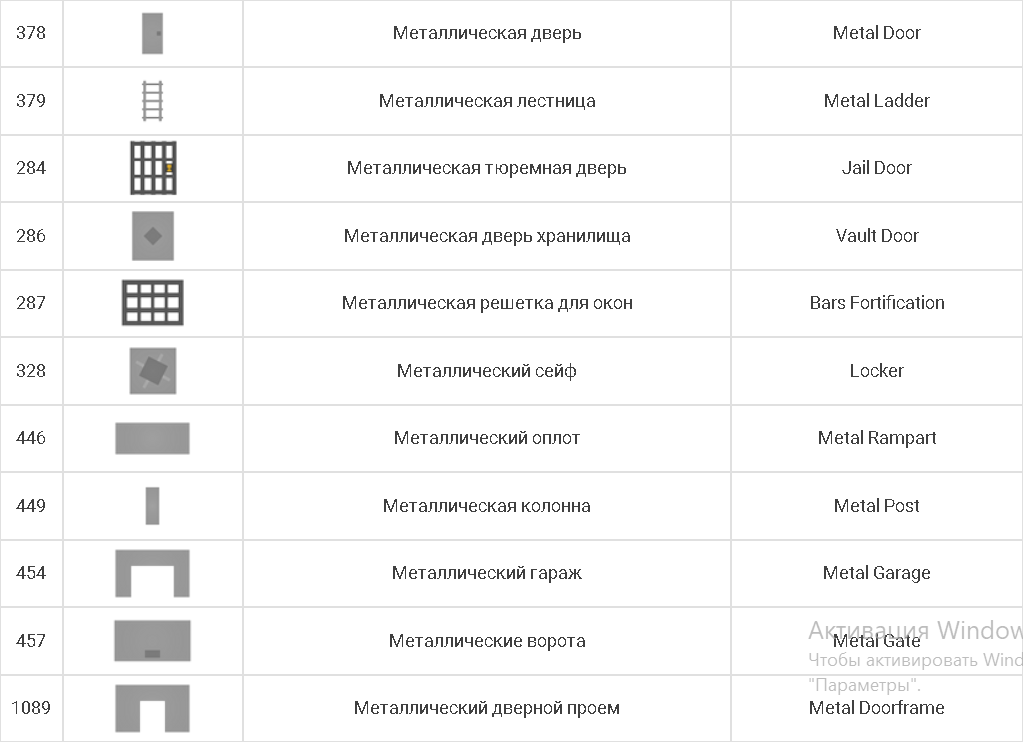 378 Металлическая дверь Metal Door
379 Металлическая лестница Metal Ladder
284 Металлическая тюремная дверь Jail Door
286 Металлическая дверь хранилища Vault Door
287 Металлическая решетка для окон Bars Fortification
328 Металлический сейф Locker
446 Металлический оплот Metal Rampart
449 Металлическая колонна Metal Post
454 Металлический гараж Metal Garage
Активация Window
457 Металлические ворота Metal Gate
Чтобы активировать Wind
"Параметры".
1089 Металлический дверной проем Metal Doorframe